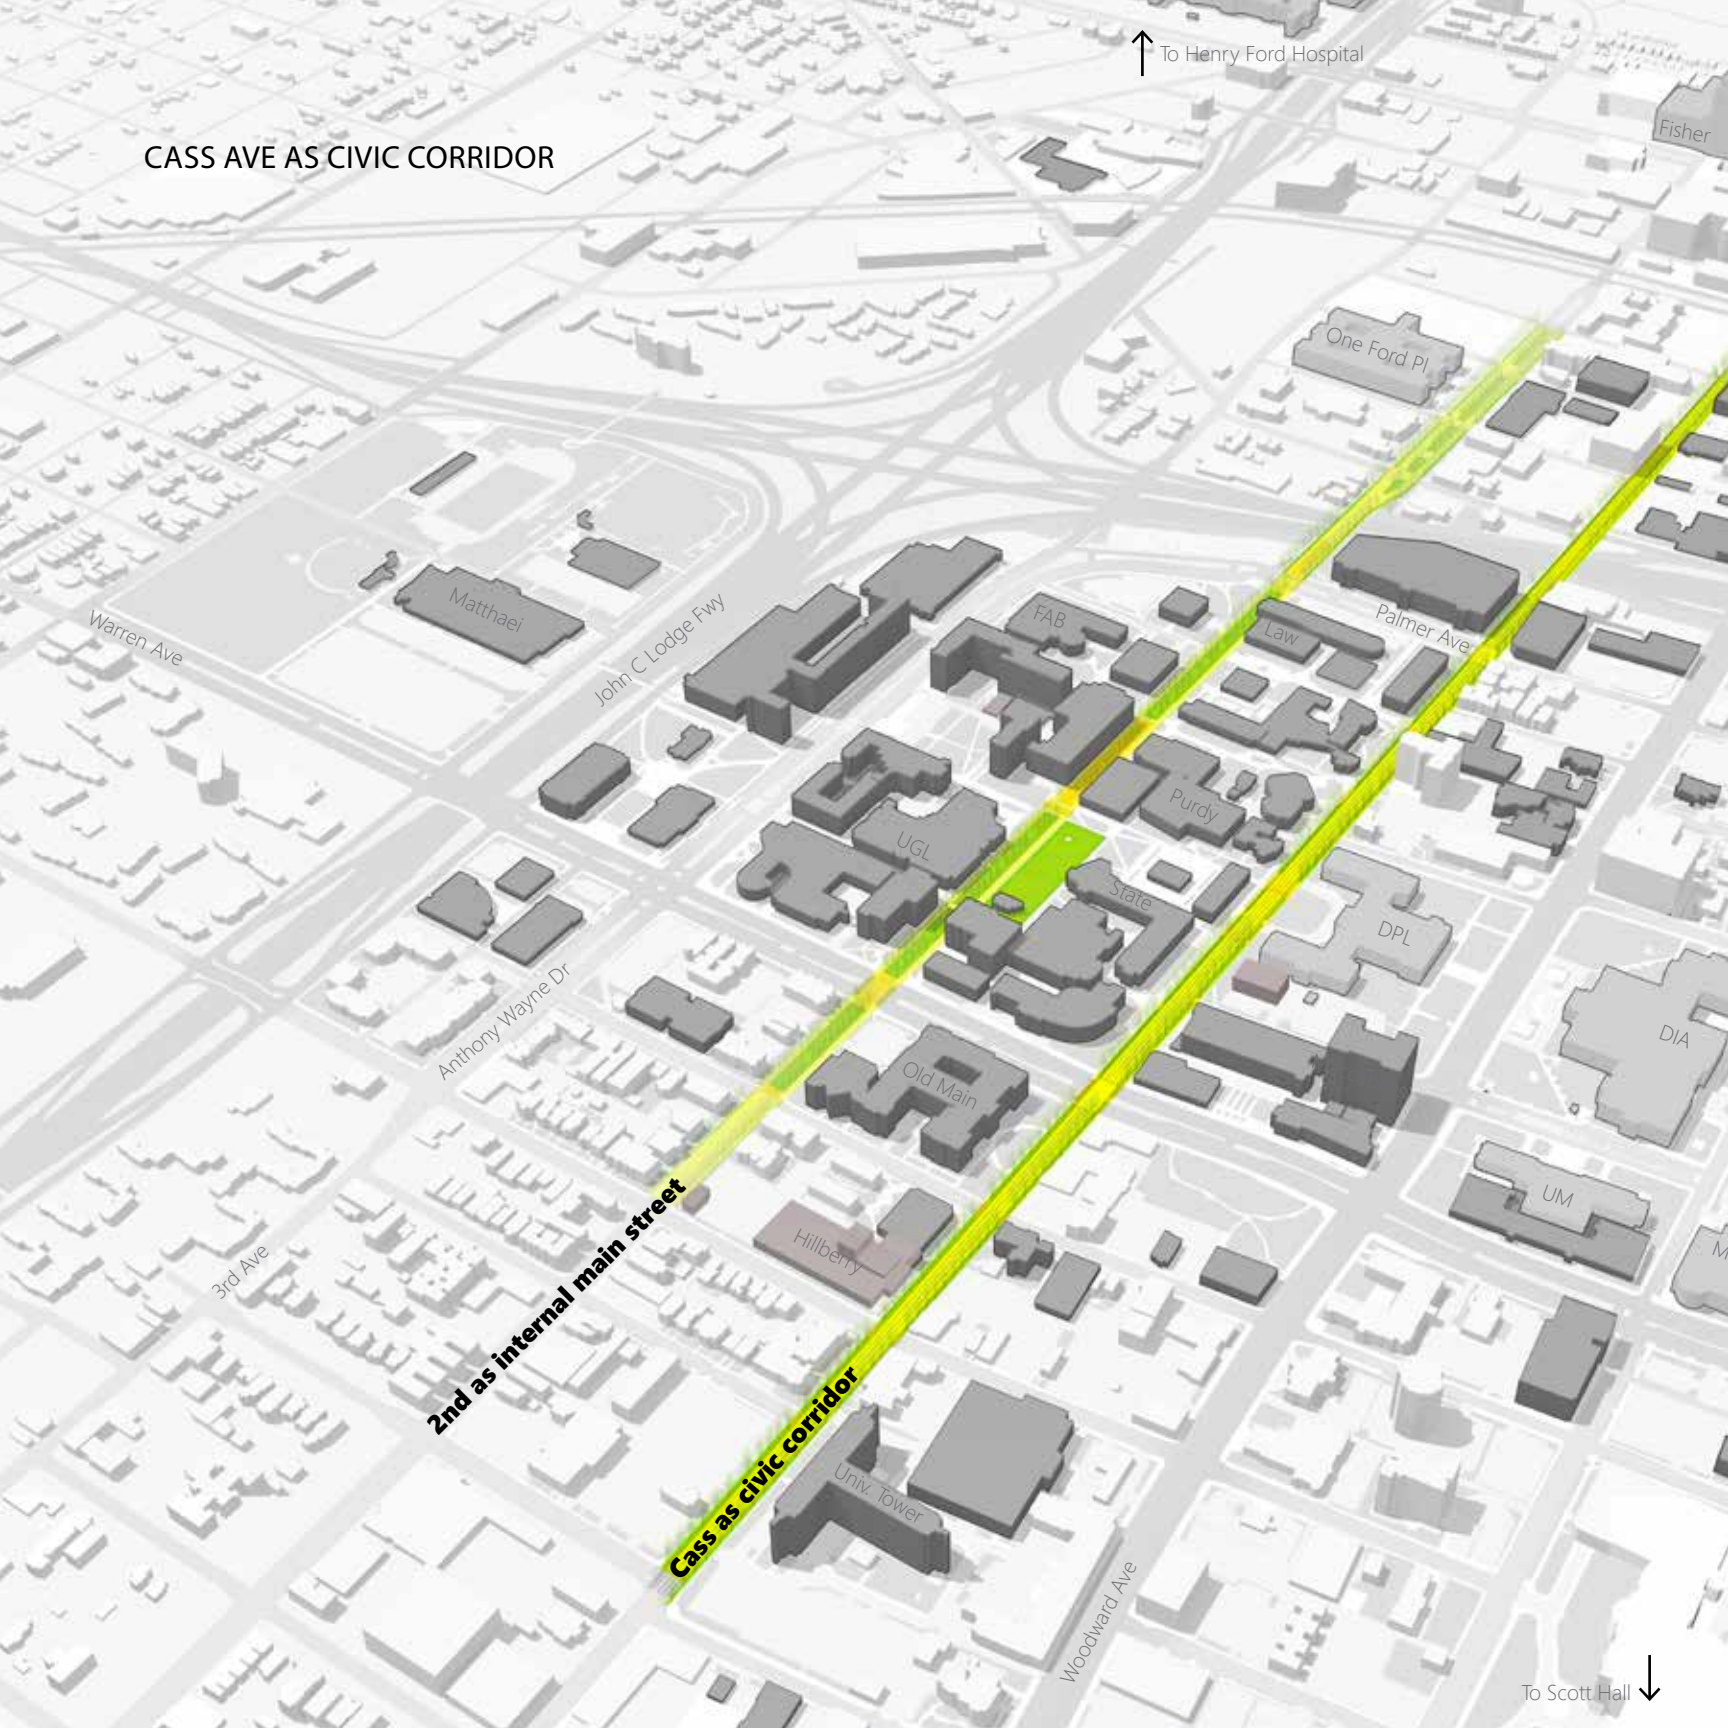 To Henry Ford Hospital
Fisher
CASS AVE AS CIVIC CORRIDOR
One Ford Pl
Matthaei
Warren Ave
John C Lodge Fwy
FAB
Law
Palmer Ave
Purdy
UGL
State
DPL
DIA
Anthony Wayne Dr
Old Main
UM
M
Hillberry
3rd Ave
2nd as internal main street
Cass as civic corridor
Univ. Tower
Woodward Ave
To Scott Hall